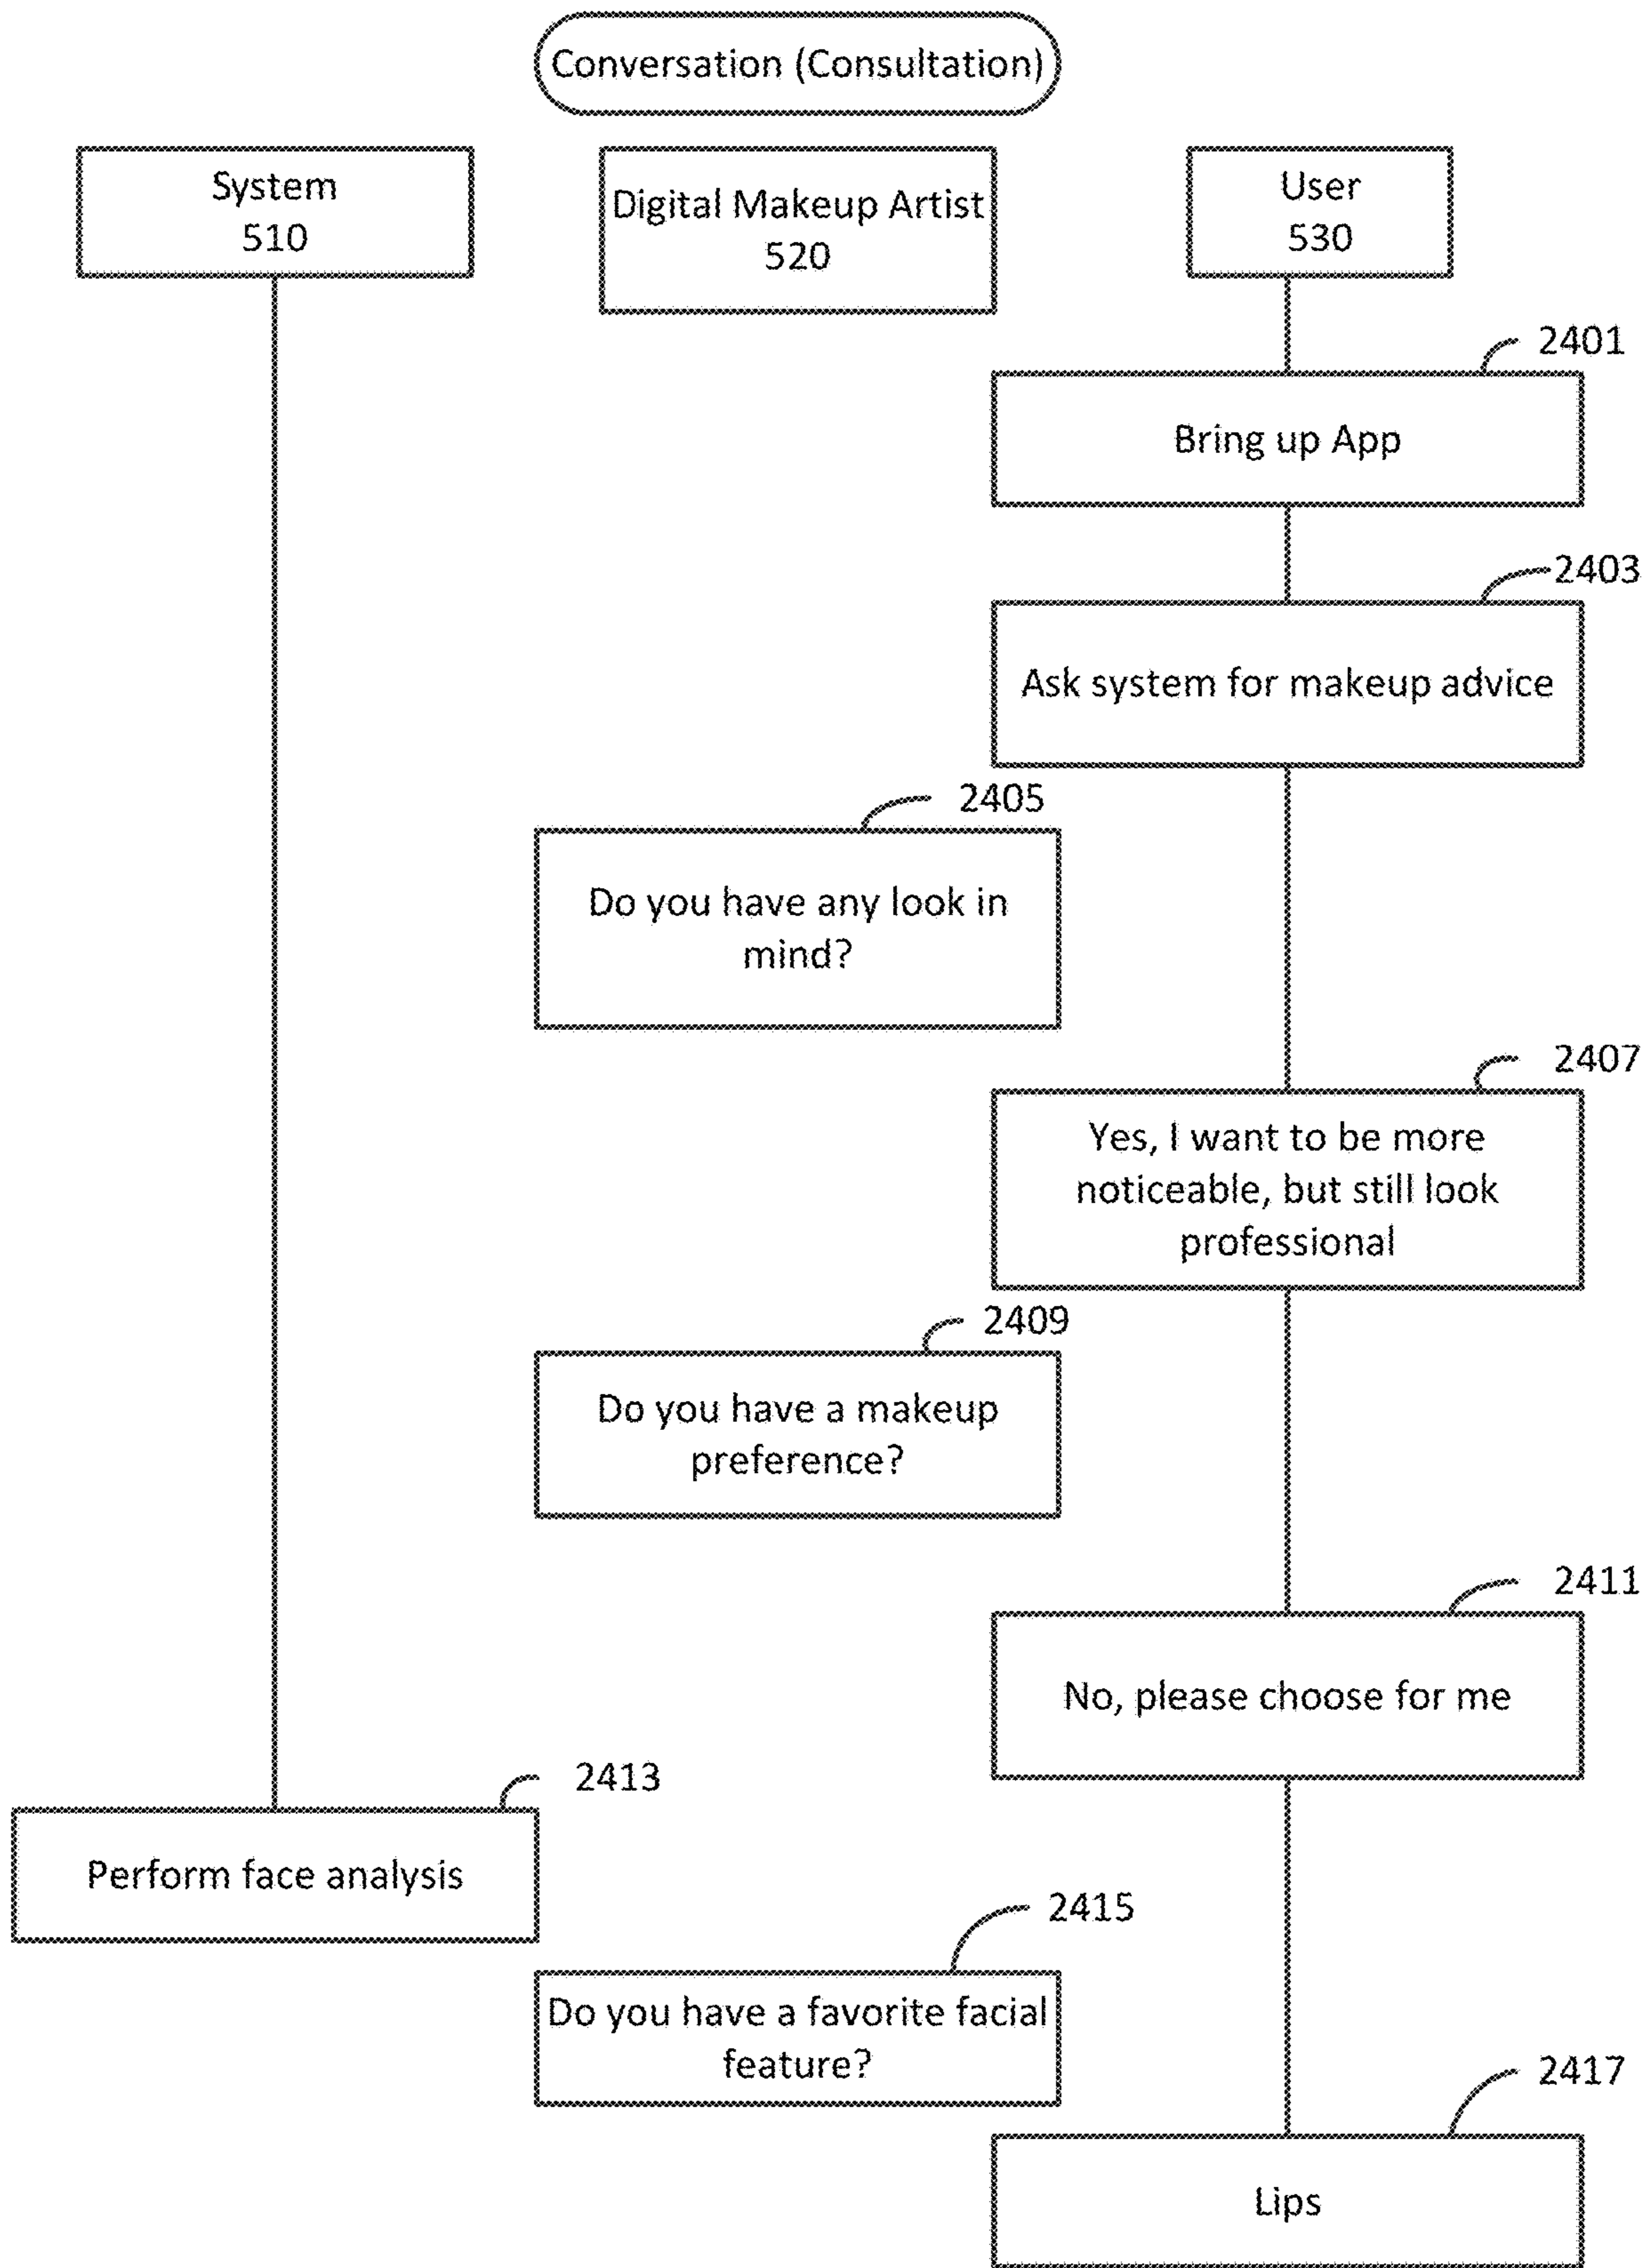 Conversation (Consultation)
System
510
Digital Makeup Artist
520
User
530
2401
Bring up App
2403
Ask system for makeup advice
2405
Do you have any look in
mind?
2407
Yes, I want to be more
noticeable, but still look
professional
2409
Do you have a makeup
preference?
2411
No, please choose for me
2413
Perform face analysis
2415
Do you have a favorite facial
feature?
2417
Lips